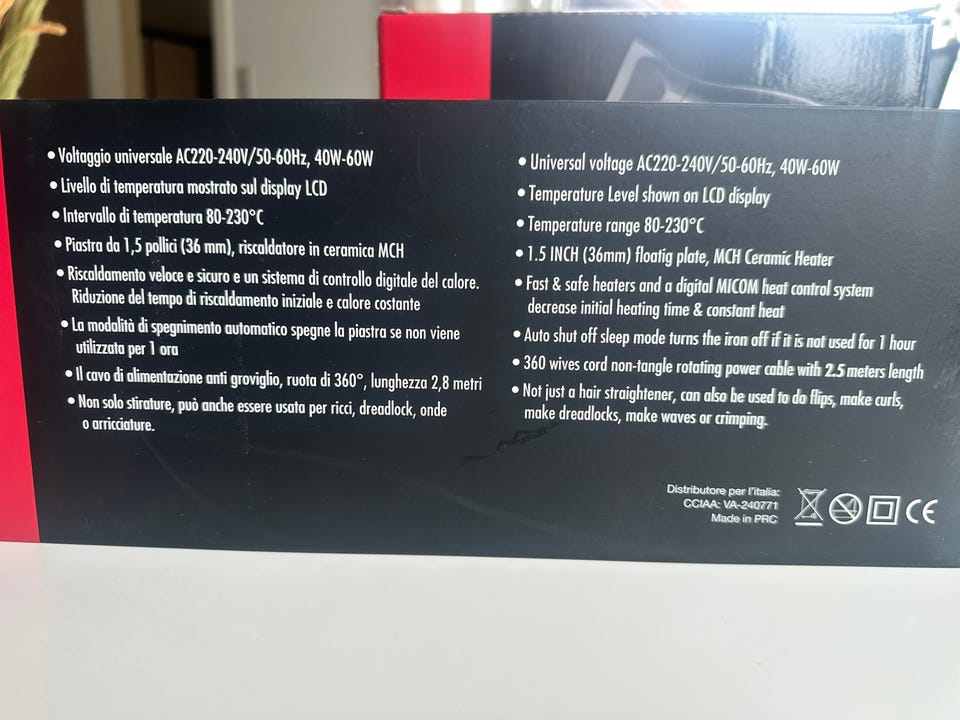 • Voltaggio universale AC220-240V/50-60Hz, 40W-60W
• Livello di temperatura mostrato sul display LCD
• Intervallo di temperatura 80-230°C
• Piastra da 1,5 pollici (36 mm), riscaldatore in ceramica MCH
• Riscaldamento veloce e sicuro e un sistema di controllo digitale del calore.
Riduzione del tempo di riscaldamento iniziale e calore costante
• La modalità di spegnimento automatico spegne la piastra se non viene
utilizzata per 1 ora
• Il cavo di alimentazione anti groviglio, ruota di 360°, lunghezza 2,8 metri
• Non solo stirature, può anche essere usata per ricci, dreadlock, onde
o arricciature.
• Universal voltage AC220-240V/50-60Hz, 40W-60W
• Temperature Level shown on LCD display
• Temperature range 80-230°C
• 1.5 INCH (36mm) floatig plate, MCH Ceramic Heater
• Fast & safe heaters and a digital MICOM heat control system
decrease initial heating time & constant heat
• Auto shut off sleep mode turns the iron off if it is not used for 1 hour
• 360 wives cord non-tangle rotating power cable with 2.5 meters length
• Not just a hair straightener, can also be used to do flips, make curls,
make dreadlocks, make waves or crimping.
Distributore per l'italia:
CCIAA: VA-240771
Made in PRC
CE